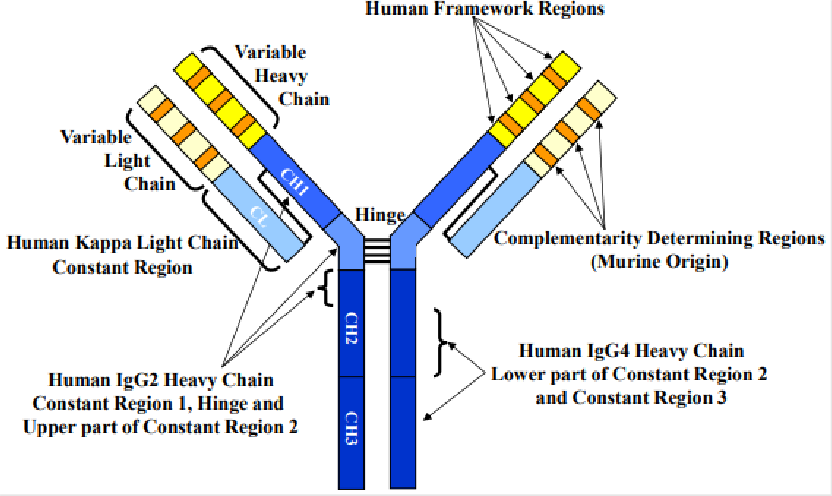 Human Framework Regions
Variable
Heavy
Chain
Variable
Light
Chain
CH1
CL
Hinge
Human Kappa Light Chain
Constant Region
Complementarity Determining Regions
(Murine Origin)
CH2
Human IgG2 Heavy Chain
Constant Region 1, Hinge and
Upper part of Constant Region 2
Human IgG4 Heavy Chain
Lower part of Constant Region 2
and Constant Region 3
CH3